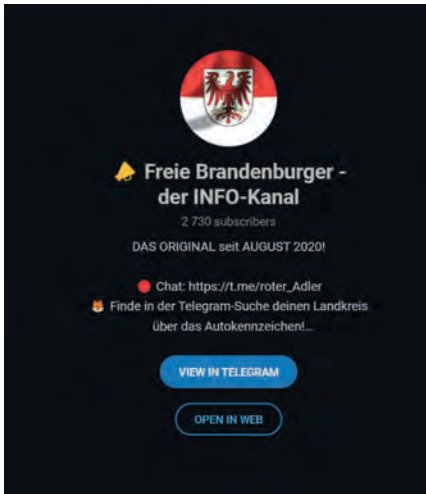 📣 Freie Brandenburger -
der INFO-Kanal
2 730 subscribers
DAS ORIGINAL seit AUGUST 2020!
🔴 Chat: https://t.me/roter_Adler
🦊 Finde in der Telegram-Suche deinen Landkreis
über das Autokennzeichen!...
VIEW IN TELEGRAM
OPEN IN WEB